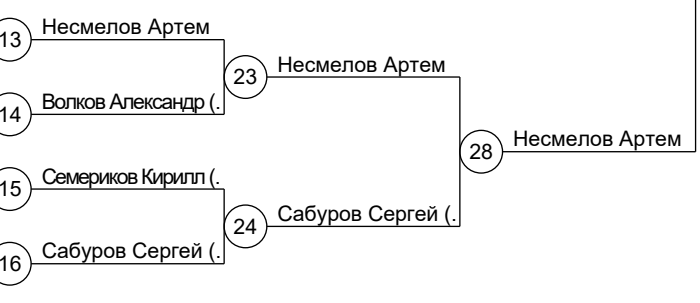 13 Несмелов Артем
23 Несмелов Артем
14 Волков Александр (.
28 Несмелов Артем
15 Семериков Кирилл (.
24 Сабуров Сергей (.
16 Сабуров Сергей (.